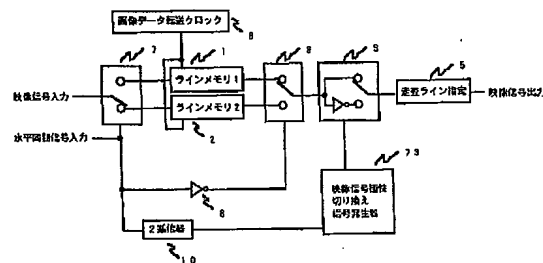 画像データ転送クロック
8
7
1
9
5
ラインメモリ1
ラインメモリ2
映像信号入力
走査ライン指定
映像信号出力
水平同期信号入力
2
73
映像信号極性
切り換え
信号発生器
6
2逓倍器
10